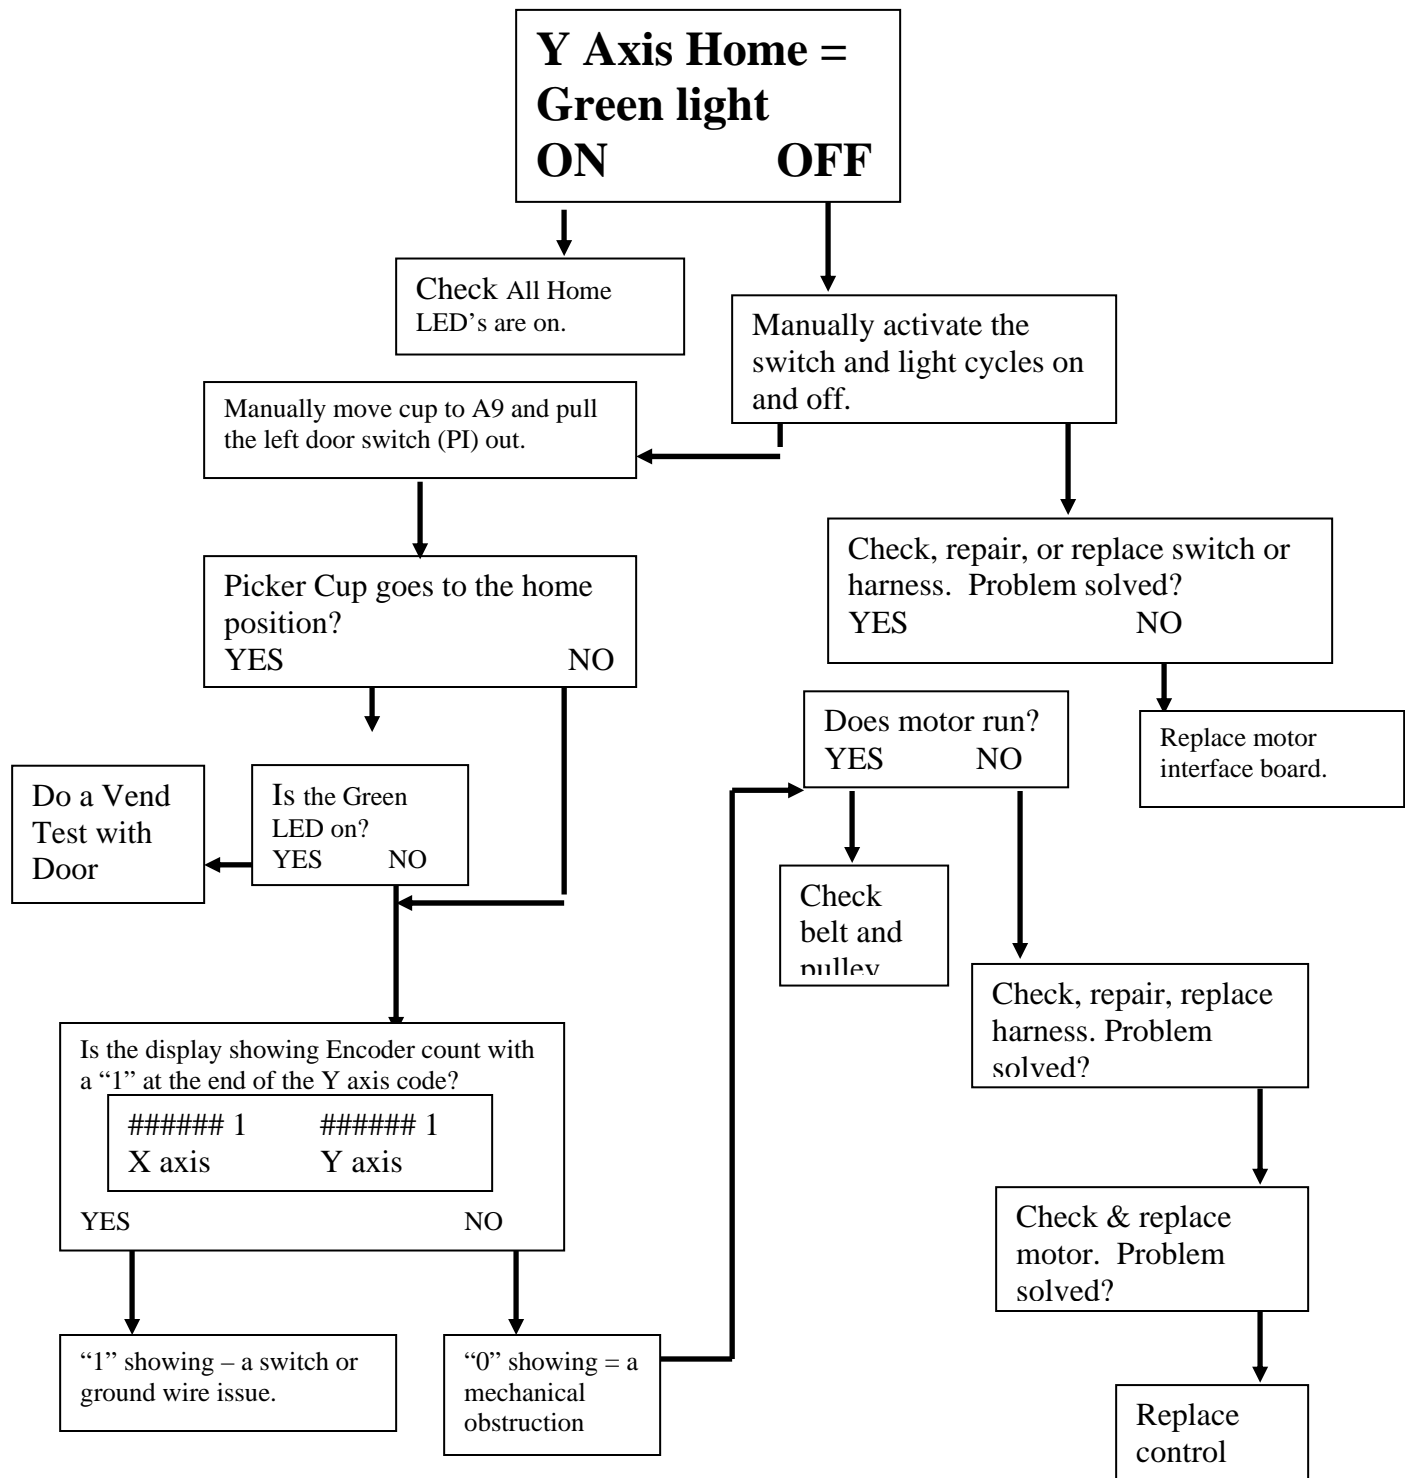 Y Axis Home =
Green light
ON OFF
Check All Home
LED’s are on.
Manually activate the
switch and light cycles on
and off.
Manually move cup to A9 and pull
the left door switch (PI) out.
Check, repair, or replace switch or
harness.  Problem solved?
YES NO
Picker Cup goes to the home
position?
YES NO
Does motor run?
YES NO
Replace motor
interface board.
Do a Vend
Test with
Door
Is the Green
LED on?
YES NO
Check
belt and
pulley
Check, repair, replace
harness. Problem
solved?
Is the display showing Encoder count with
a “1” at the end of the Y axis code?
###### 1 ###### 1
X axis Y axis
YES NO
Check & replace
motor.  Problem
solved?
“1” showing – a switch or
ground wire issue.
“0” showing = a
mechanical
obstruction
Replace
control